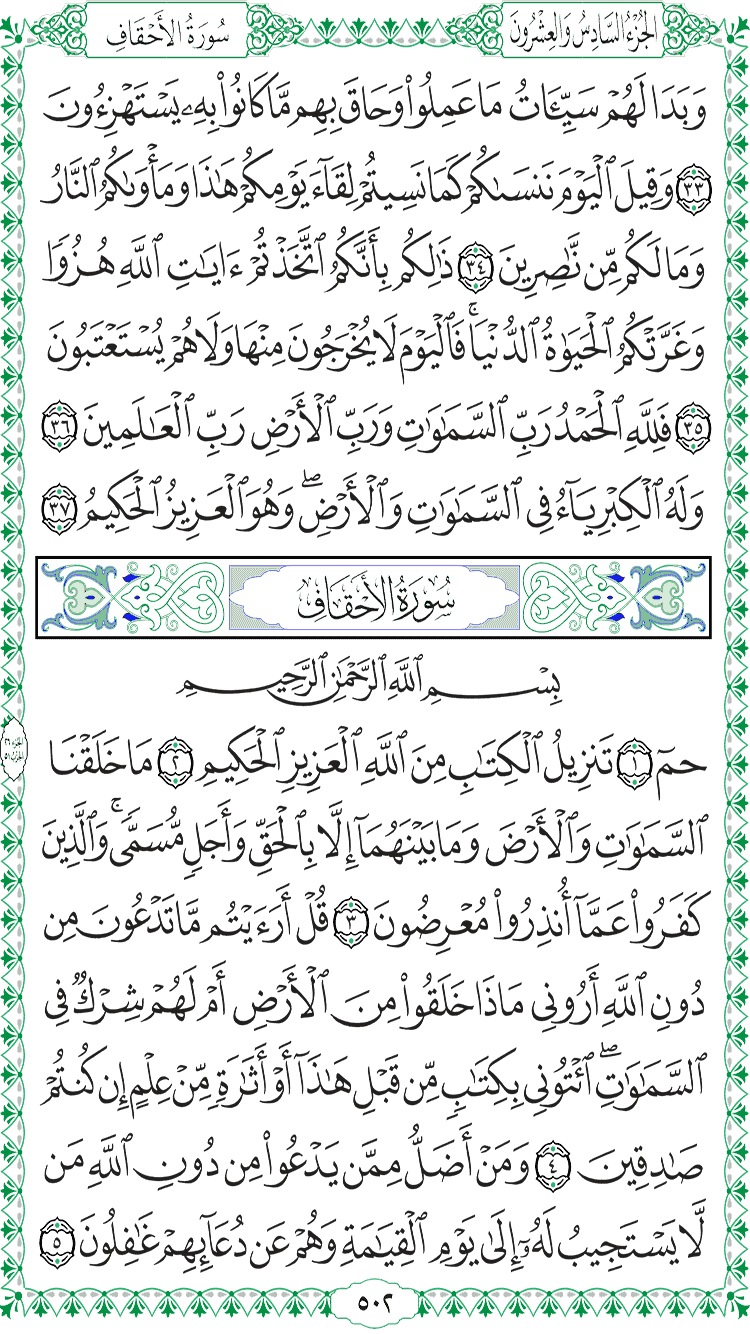 الجُزْءُ السَّادِسُ وَالعِشْرُونَ
سُورَةُ الأَحْقَافِ
وَبَدَا لَهُمْ سَيِّـَٔاتُ مَا عَمِلُوا۟ وَحَاقَ بِهِم مَّا كَانُوا۟ بِهِۦ يَسْتَهْزِءُونَ
٣٣ وَقِيلَ ٱلْيَوْمَ نَنسَىٰكُمْ كَمَا نَسِيتُمْ لِقَآءَ يَوْمِكُمْ هَـٰذَا وَمَأْوَىٰكُمُ ٱلنَّارُ
وَمَا لَكُم مِّن نَّـٰصِرِينَ ٣٤ ذَٰلِكُم بِأَنَّكُمُ ٱتَّخَذْتُمْ ءَايَـٰتِ ٱللَّهِ هُزُوًا
وَغَرَّتْكُمُ ٱلْحَيَوٰةُ ٱلدُّنْيَا ۚ فَٱلْيَوْمَ لَا يُخْرَجُونَ مِنْهَا وَلَا هُمْ يُسْتَعْتَبُونَ
٣٥ فَلِلَّهِ ٱلْحَمْدُ رَبِّ ٱلسَّمَـٰوَٰتِ وَرَبِّ ٱلْأَرْضِ رَبِّ ٱلْعَـٰلَمِينَ ٣٦
وَلَهُ ٱلْكِبْرِيَآءُ فِى ٱلسَّمَـٰوَٰتِ وَٱلْأَرْضِ ۖ وَهُوَ ٱلْعَزِيزُ ٱلْحَكِيمُ ٣٧
سُورَةُ الأَحْقَافِ
بِسْمِ ٱللَّهِ ٱلرَّحْمَـٰنِ ٱلرَّحِيمِ
حمٓ ١ تَنزِيلُ ٱلْكِتَـٰبِ مِنَ ٱللَّهِ ٱلْعَزِيزِ ٱلْحَكِيمِ ٢ مَا خَلَقْنَا
ٱلسَّمَـٰوَٰتِ وَٱلْأَرْضَ وَمَا بَيْنَهُمَآ إِلَّا بِٱلْحَقِّ وَأَجَلٍ مُّسَمًّى ۚ وَٱلَّذِينَ
كَفَرُوا۟ عَمَّآ أُنذِرُوا۟ مُعْرِضُونَ ٣ قُلْ أَرَءَيْتُم مَّا تَدْعُونَ مِن
دُونِ ٱللَّهِ أَرُونِى مَاذَا خَلَقُوا۟ مِنَ ٱلْأَرْضِ أَمْ لَهُمْ شِرْكٌ فِى
ٱلسَّمَـٰوَٰتِ ۖ ٱئْتُونِى بِكِتَـٰبٍ مِّن قَبْلِ هَـٰذَآ أَوْ أَثَـٰرَةٍ مِّنْ عِلْمٍ إِن كُنتُمْ
صَـٰدِقِينَ ٤ وَمَنْ أَضَلُّ مِمَّن يَدْعُوا۟ مِن دُونِ ٱللَّهِ مَن
لَّا يَسْتَجِيبُ لَهُۥٓ إِلَىٰ يَوْمِ ٱلْقِيَـٰمَةِ وَهُمْ عَن دُعَآئِهِمْ غَـٰفِلُونَ ٥
الجزء ٢٦
الحزب ٥١
٥٠٢